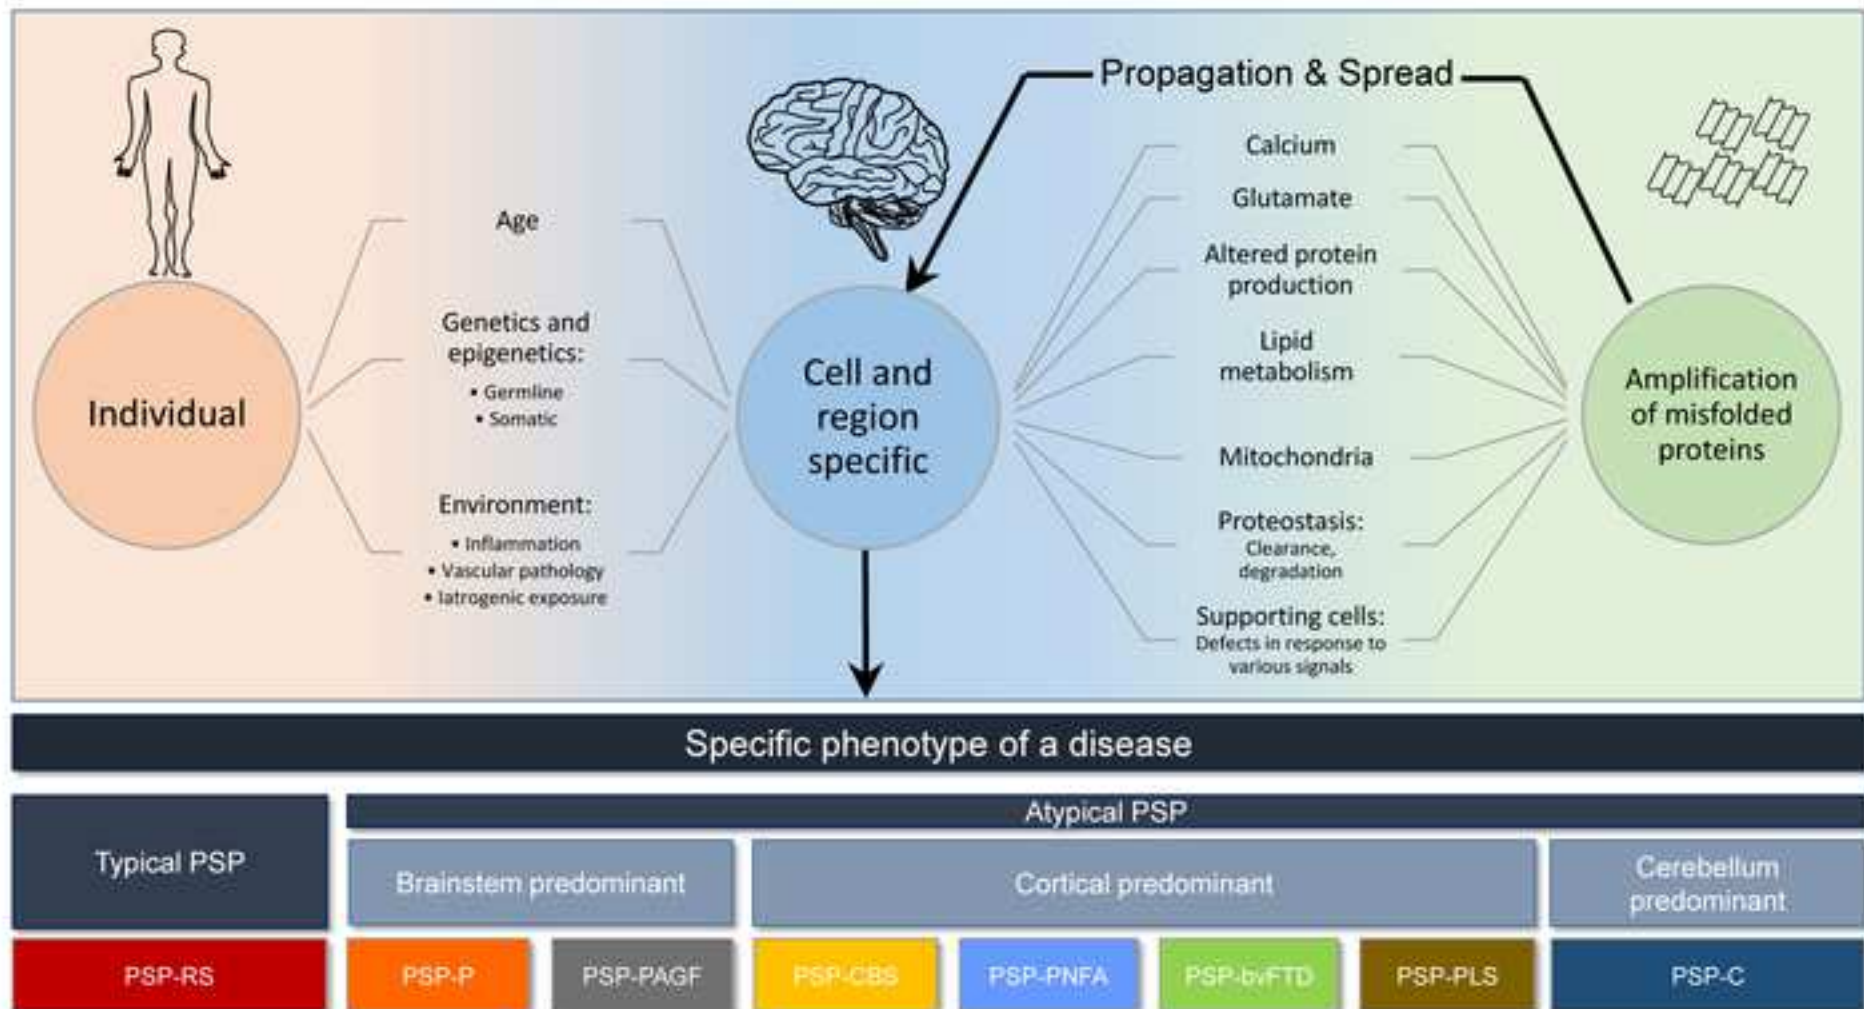 Propagation & Spread
Individual
Age
Genetics and
epigenetics:
• Germline
• Somatic
Environment:
• Inflammation
• Vascular pathology
• Iatrogenic exposure
Cell and
region
specific
Calcium
Glutamate
Altered protein
production
Lipid
metabolism
Mitochondria
Proteostasis:
Clearance,
degradation
Supporting cells:
Defects in response to
various signals
Amplification
of misfolded
proteins
Specific phenotype of a disease
Typical PSP
Atypical PSP
Brainstem predominant
Cortical predominant
Cerebellum
predominant
PSP-RS
PSP-P
PSP-PAGF
PSP-CBS
PSP-PNFA
PSP-bvFTD
PSP-PLS
PSP-C